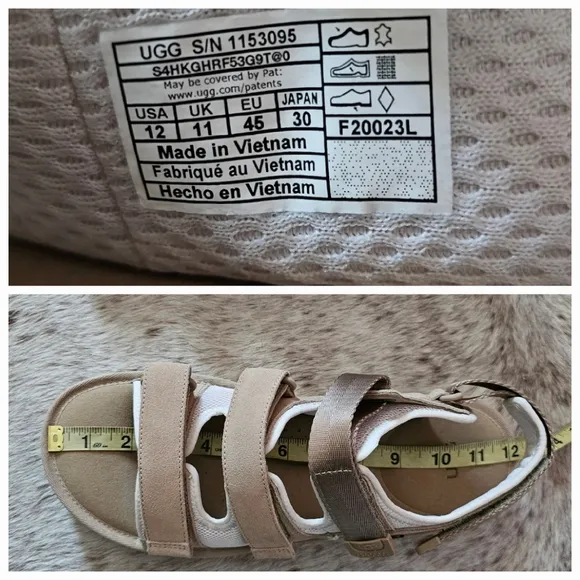 UGG S/N 1153095
S4HKGHRF53G9T@0
May be covered by Pat:
www.ugg.com/patents
USA UK EU JAPAN
12 11 45 30
F20023L
Made in Vietnam
Fabriqué au Vietnam
Hecho en Vietnam
1 2 4 6 9 10 11 12